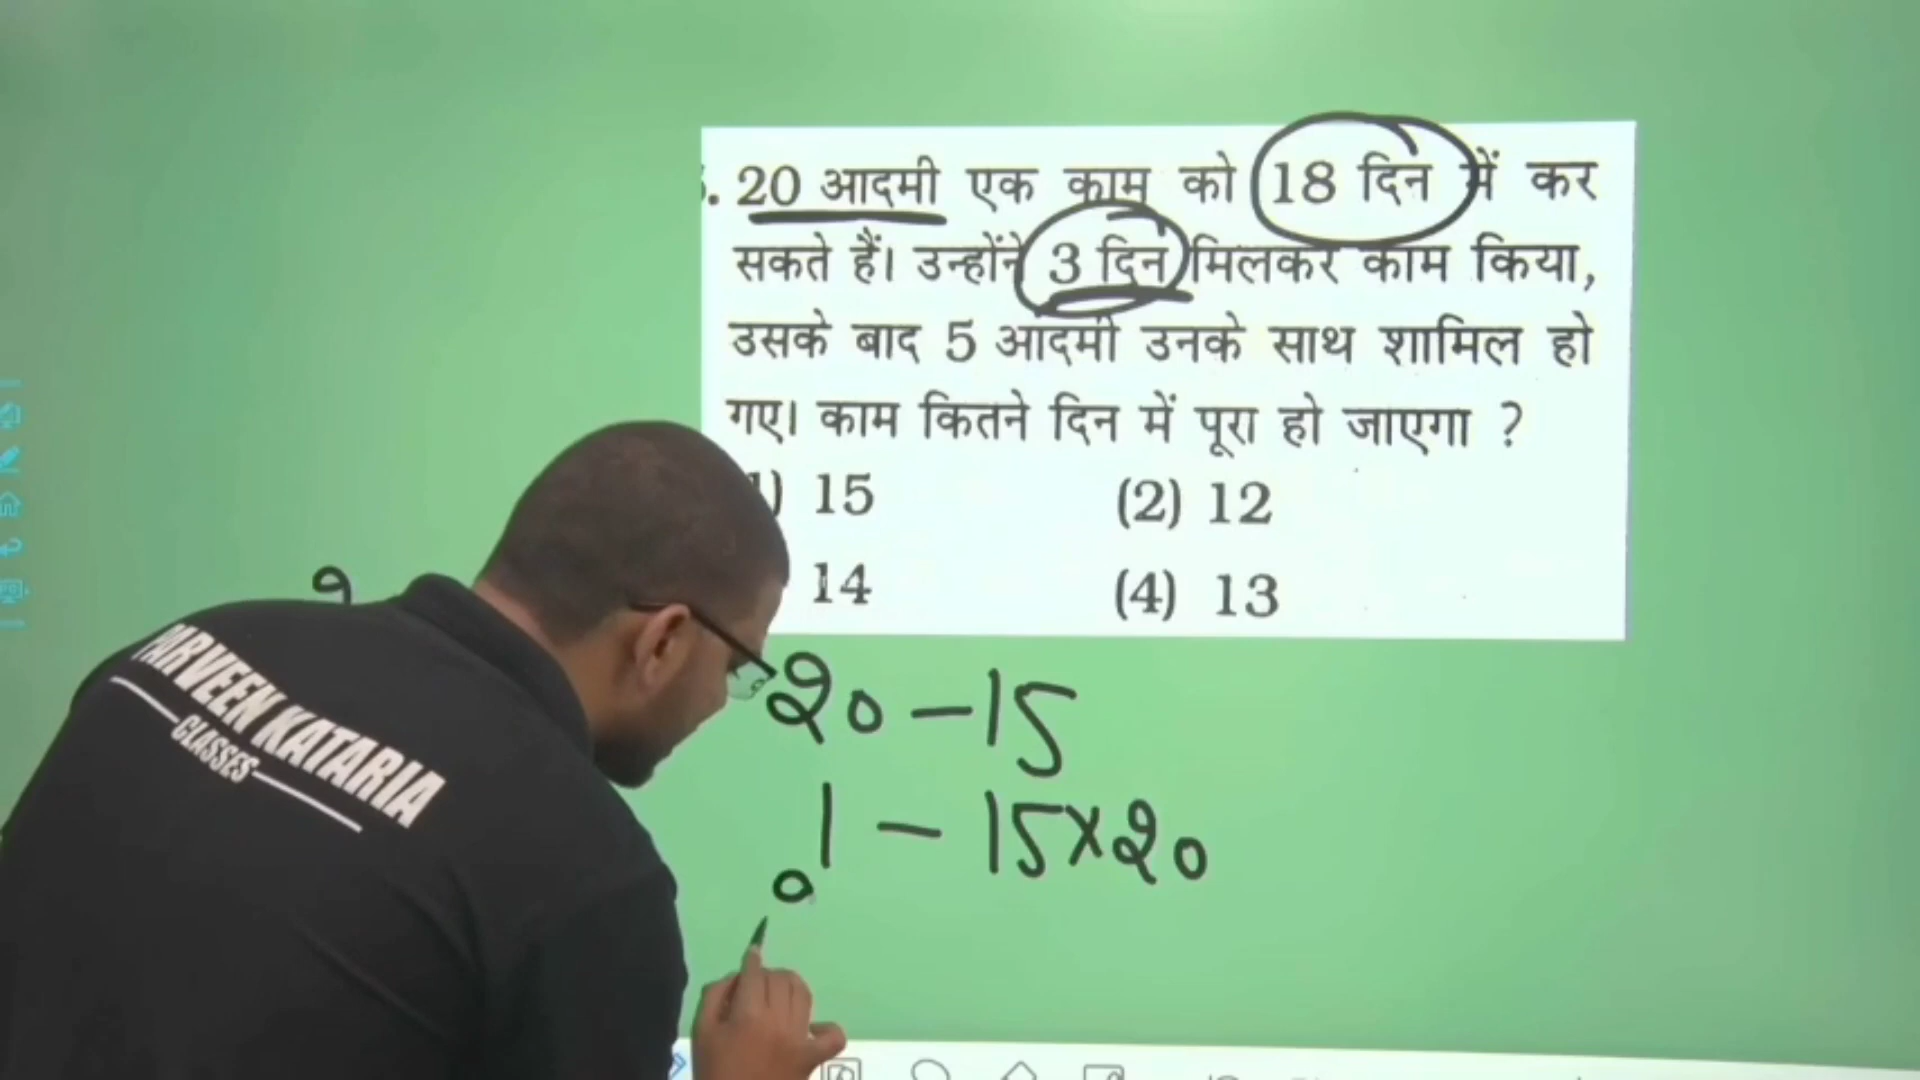 . 20 आदमी एक काम को 18 दिन में कर
सकते हैं। उन्होंने 3 दिन मिलकर काम किया,
उसके बाद 5 आदमी उनके साथ शामिल हो
गए। काम कितने दिन में पूरा हो जाएगा ?
1) 15 (2) 12
14 (4) 13
20 – 15
1 – 15×20
PARVEEN KATARIA
CLASSES